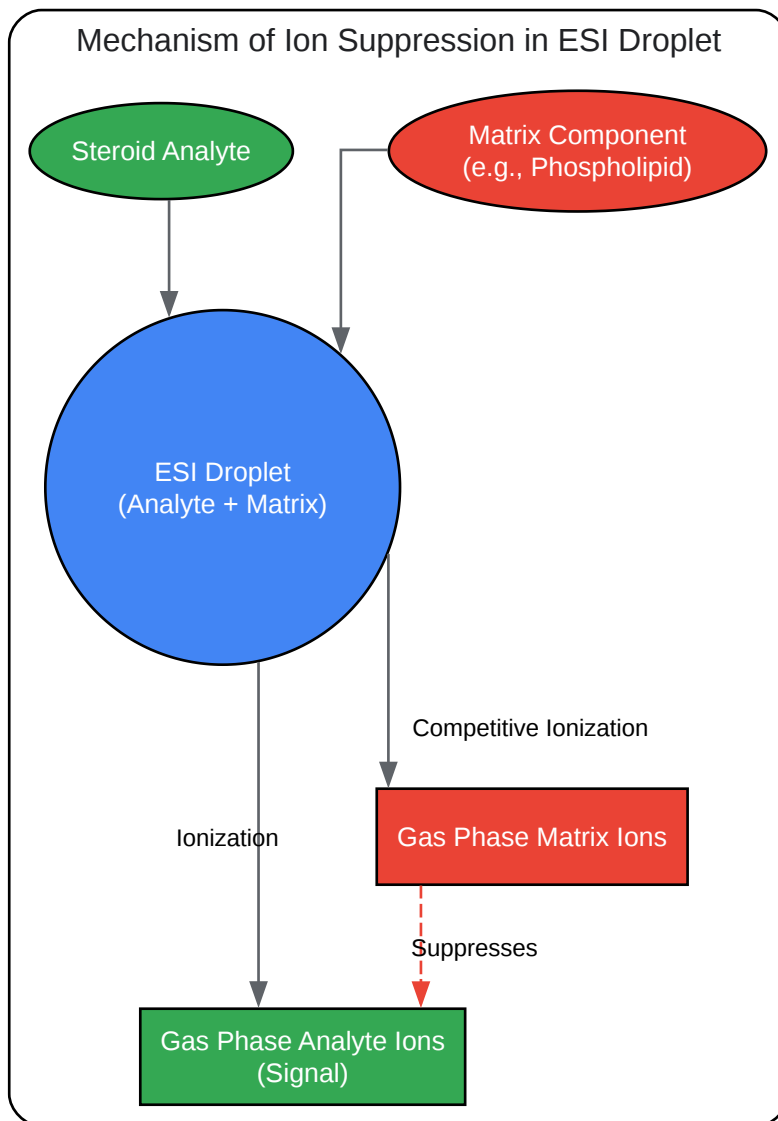 Mechanism of Ion Suppression in ESI Droplet
Steroid Analyte
Matrix Component
(e.g., Phospholipid)
ESI Droplet
(Analyte + Matrix)
Competitive Ionization
Ionization
Gas Phase Matrix Ions
Suppresses
Gas Phase Analyte Ions
(Signal)